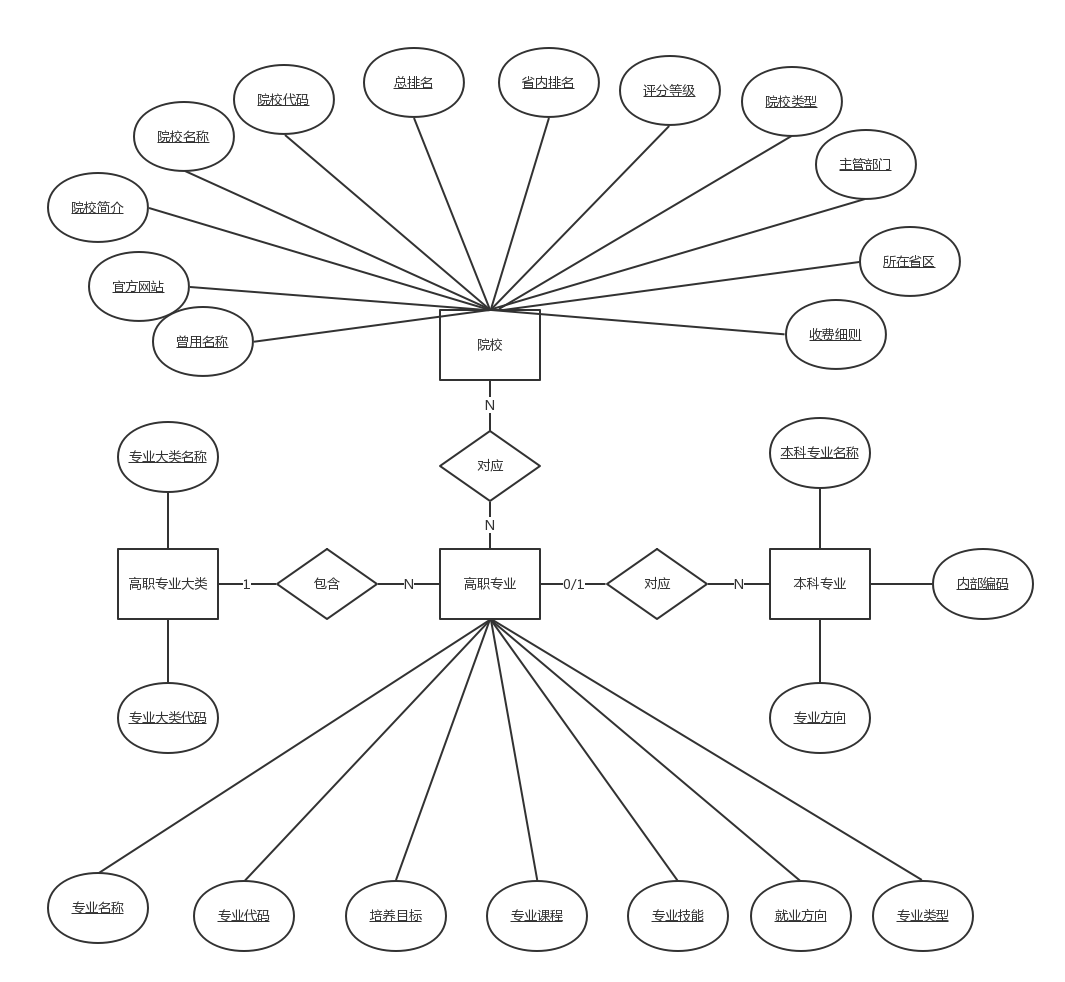 总排名
省内排名
评分等级
院校代码
院校类型
院校名称
主管部门
院校简介
所在省区
官方网站
收费细则
曾用名称
院校
N
专业大类名称
对应
本科专业名称
N
高职专业大类
1
包含
N
高职专业
0/1
对应
N
本科专业
内部编码
专业大类代码
专业方向
专业名称
专业代码
培养目标
专业课程
专业技能
就业方向
专业类型